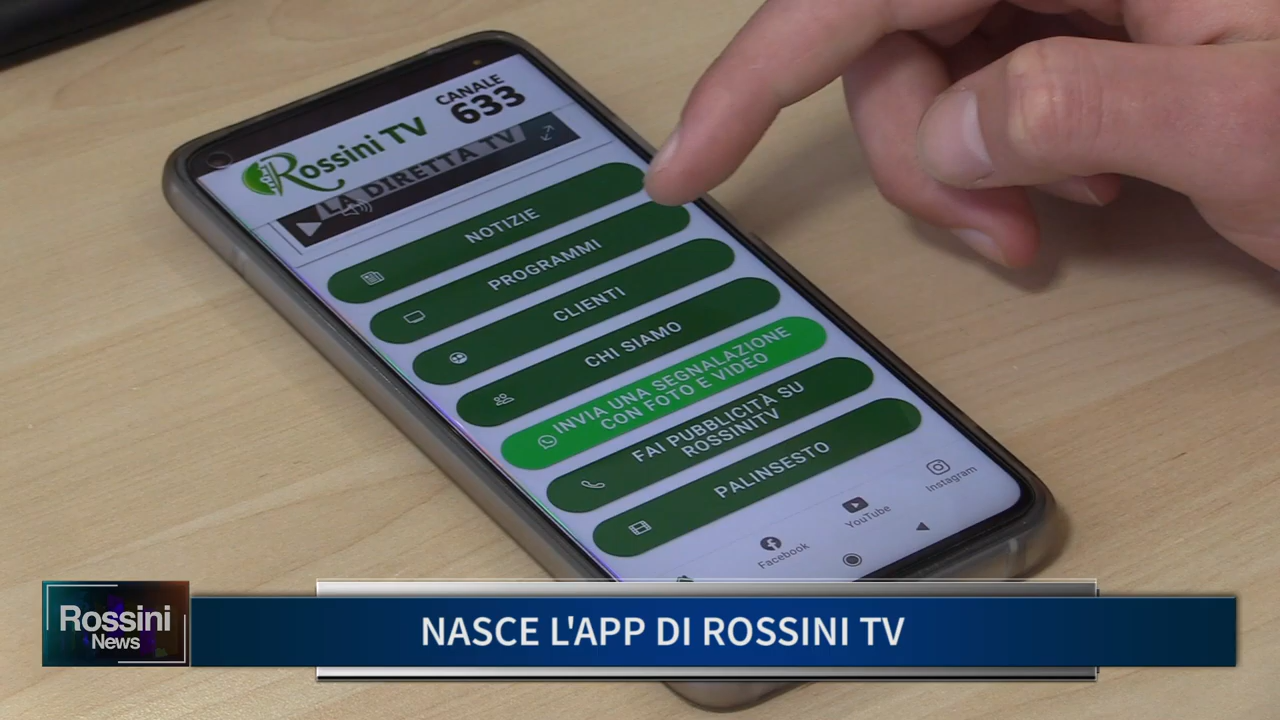 Rossini TV
CANALE
633
LA DIRETTA TV
NOTIZIE
PROGRAMMI
CLIENTI
CHI SIAMO
INVIA UNA SEGNALAZIONE
CON FOTO E VIDEO
FAI PUBBLICITÀ SU
ROSSINITV
PALINSESTO
Facebook
YouTube
Instagram
Rossini
News
NASCE L'APP DI ROSSINI TV